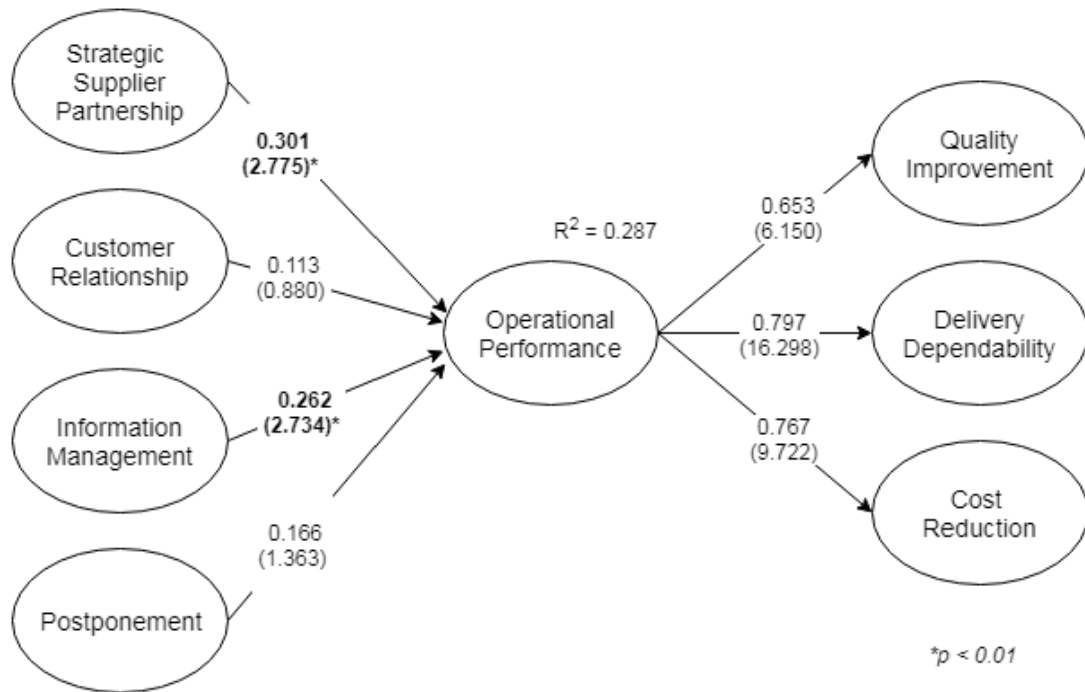 Strategic
Supplier
Partnership
0.301
(2.775)*
Customer
Relationship
0.113
(0.880)
Information
Management
0.262
(2.734)*
Postponement
0.166
(1.363)
R² = 0.287
Operational
Performance
0.653
(6.150)
Quality
Improvement
0.797
(16.298)
Delivery
Dependability
0.767
(9.722)
Cost
Reduction
*p < 0.01